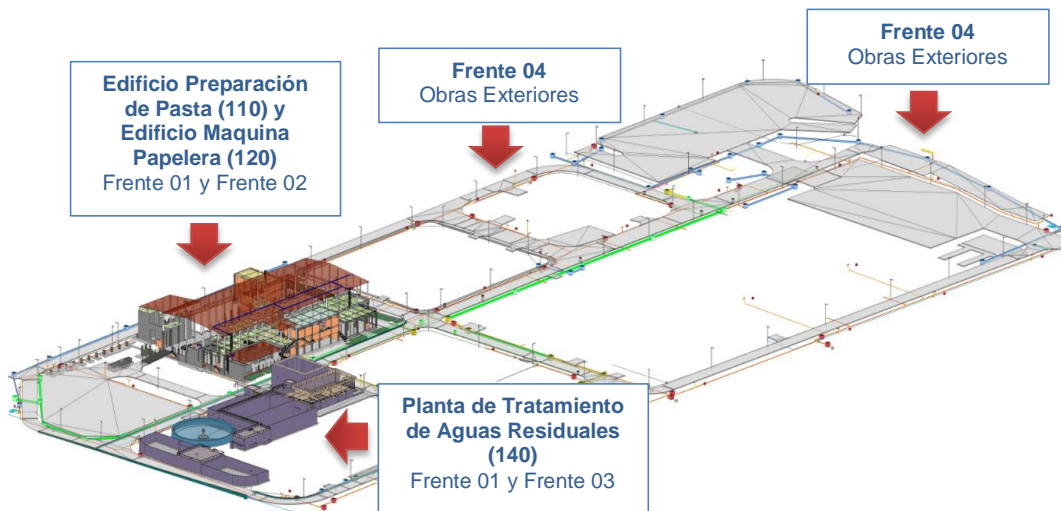 Edificio Preparación
de Pasta (110) y
Edificio Maquina
Papelera (120)
Frente 01 y Frente 02
Frente 04
Obras Exteriores
Frente 04
Obras Exteriores
Planta de Tratamiento
de Aguas Residuales
(140)
Frente 01 y Frente 03